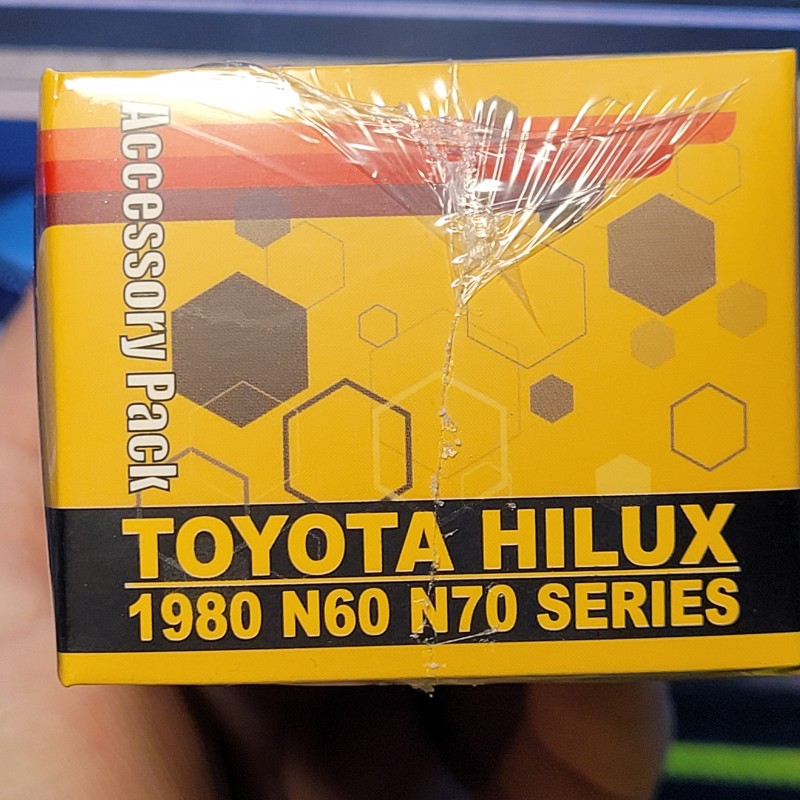 Accessory Pack
TOYOTA HILUX
1980 N60 N70 SERIES